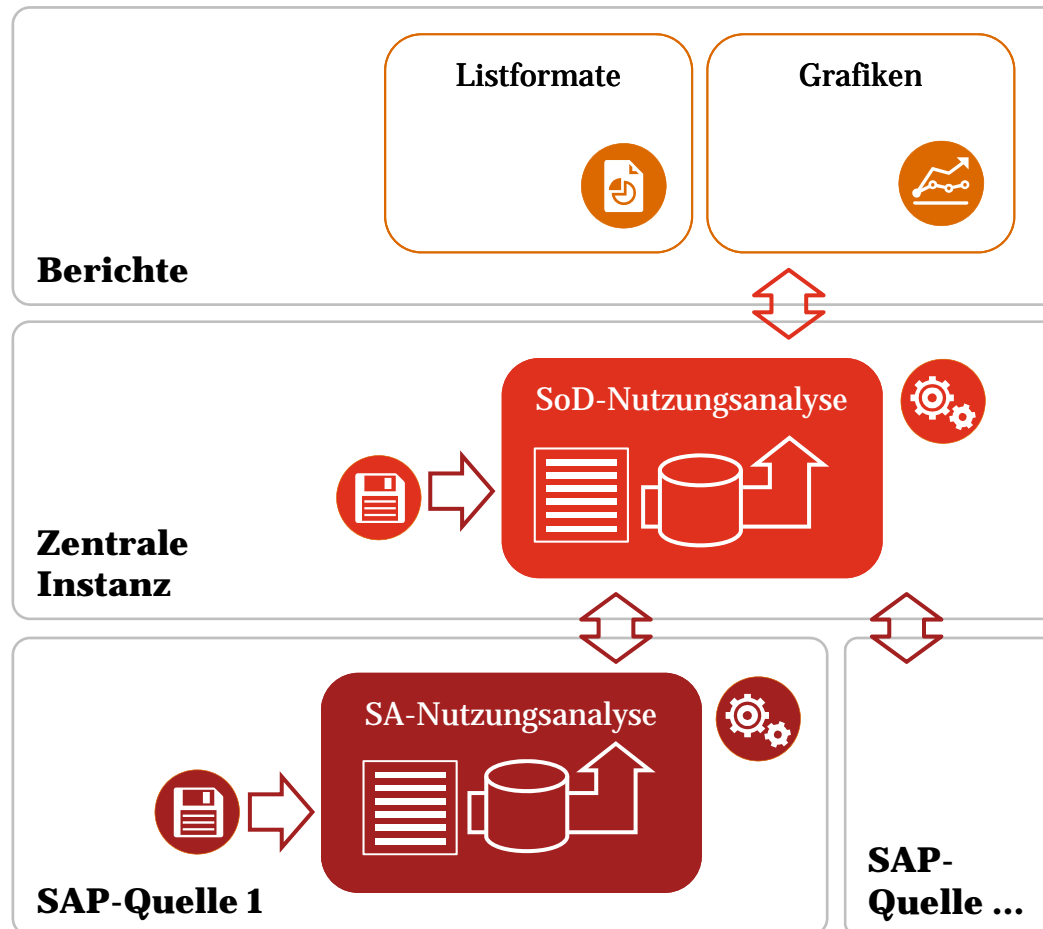 Listformate
Grafiken
Berichte
SoD-Nutzungsanalyse
Zentrale
Instanz
SA-Nutzungsanalyse
SAP-Quelle 1
SAP-
Quelle ...